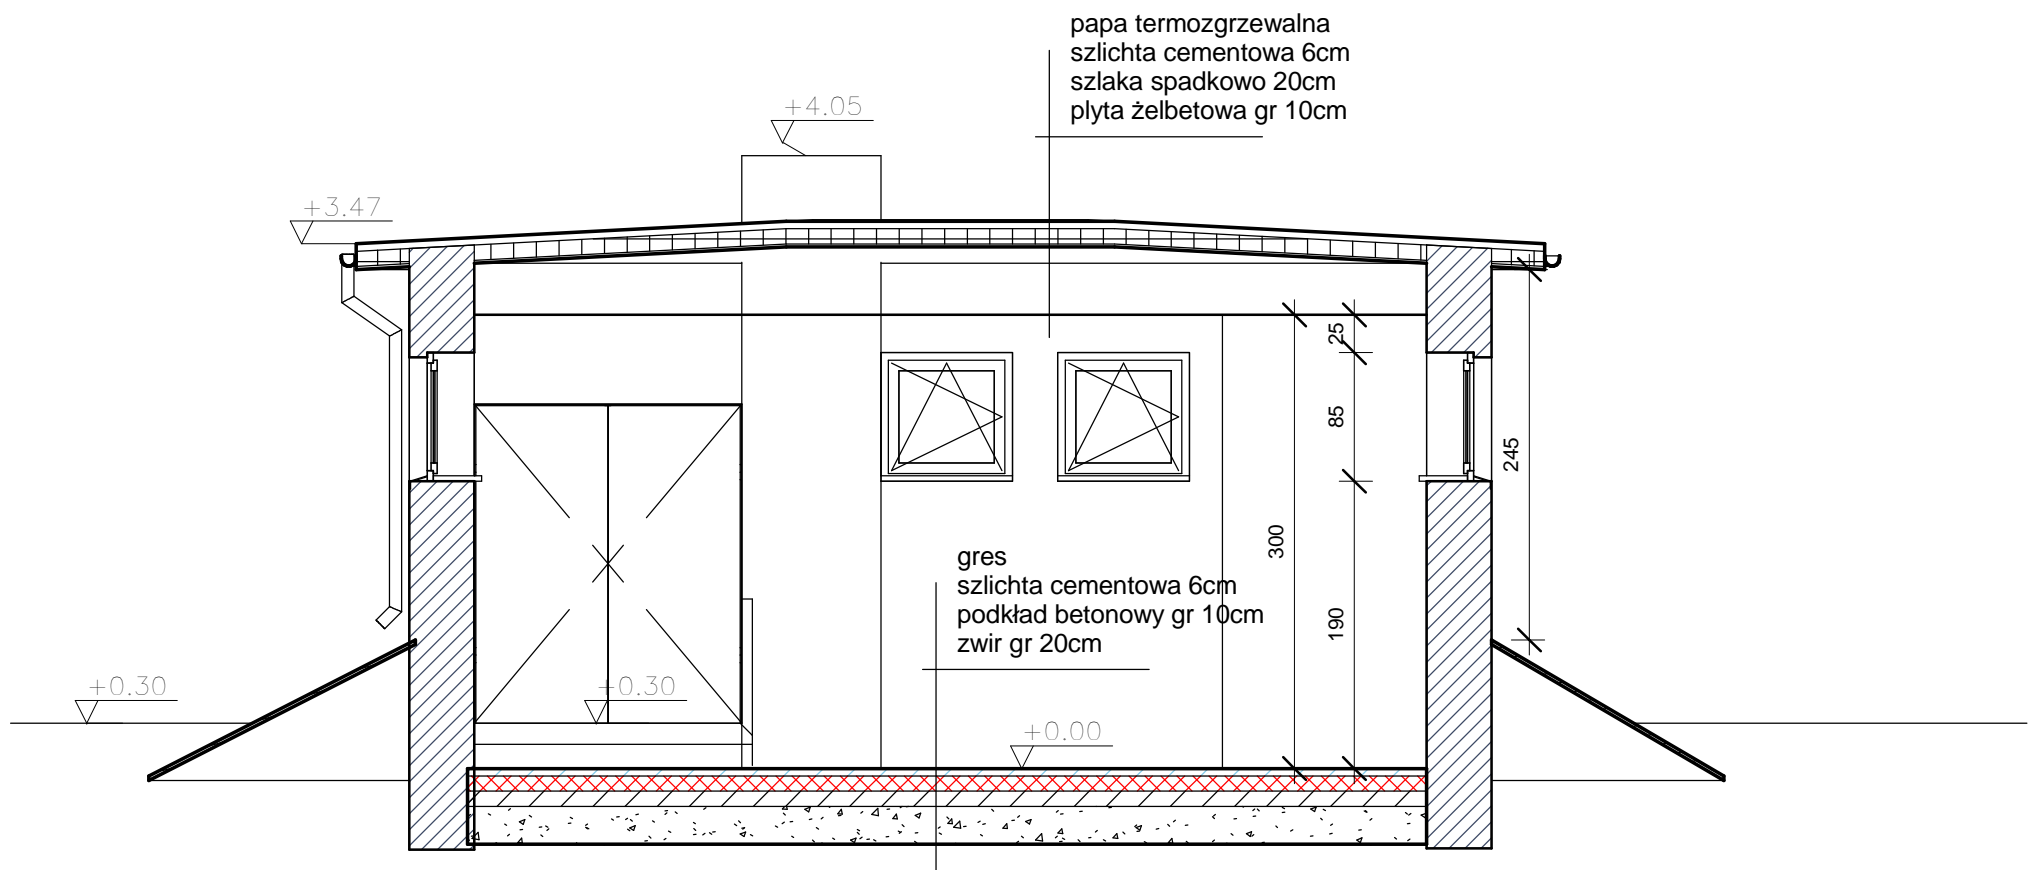 papa termozgrzewalna
szlichta cementowa 6cm
szlaka spadkowo 20cm
plyta żelbetowa gr 10cm
+4.05
+3.47
25
85
245
300
190
gres
szlichta cementowa 6cm
podkład betonowy gr 10cm
zwir gr 20cm
+0.30
+0.30
+0.00